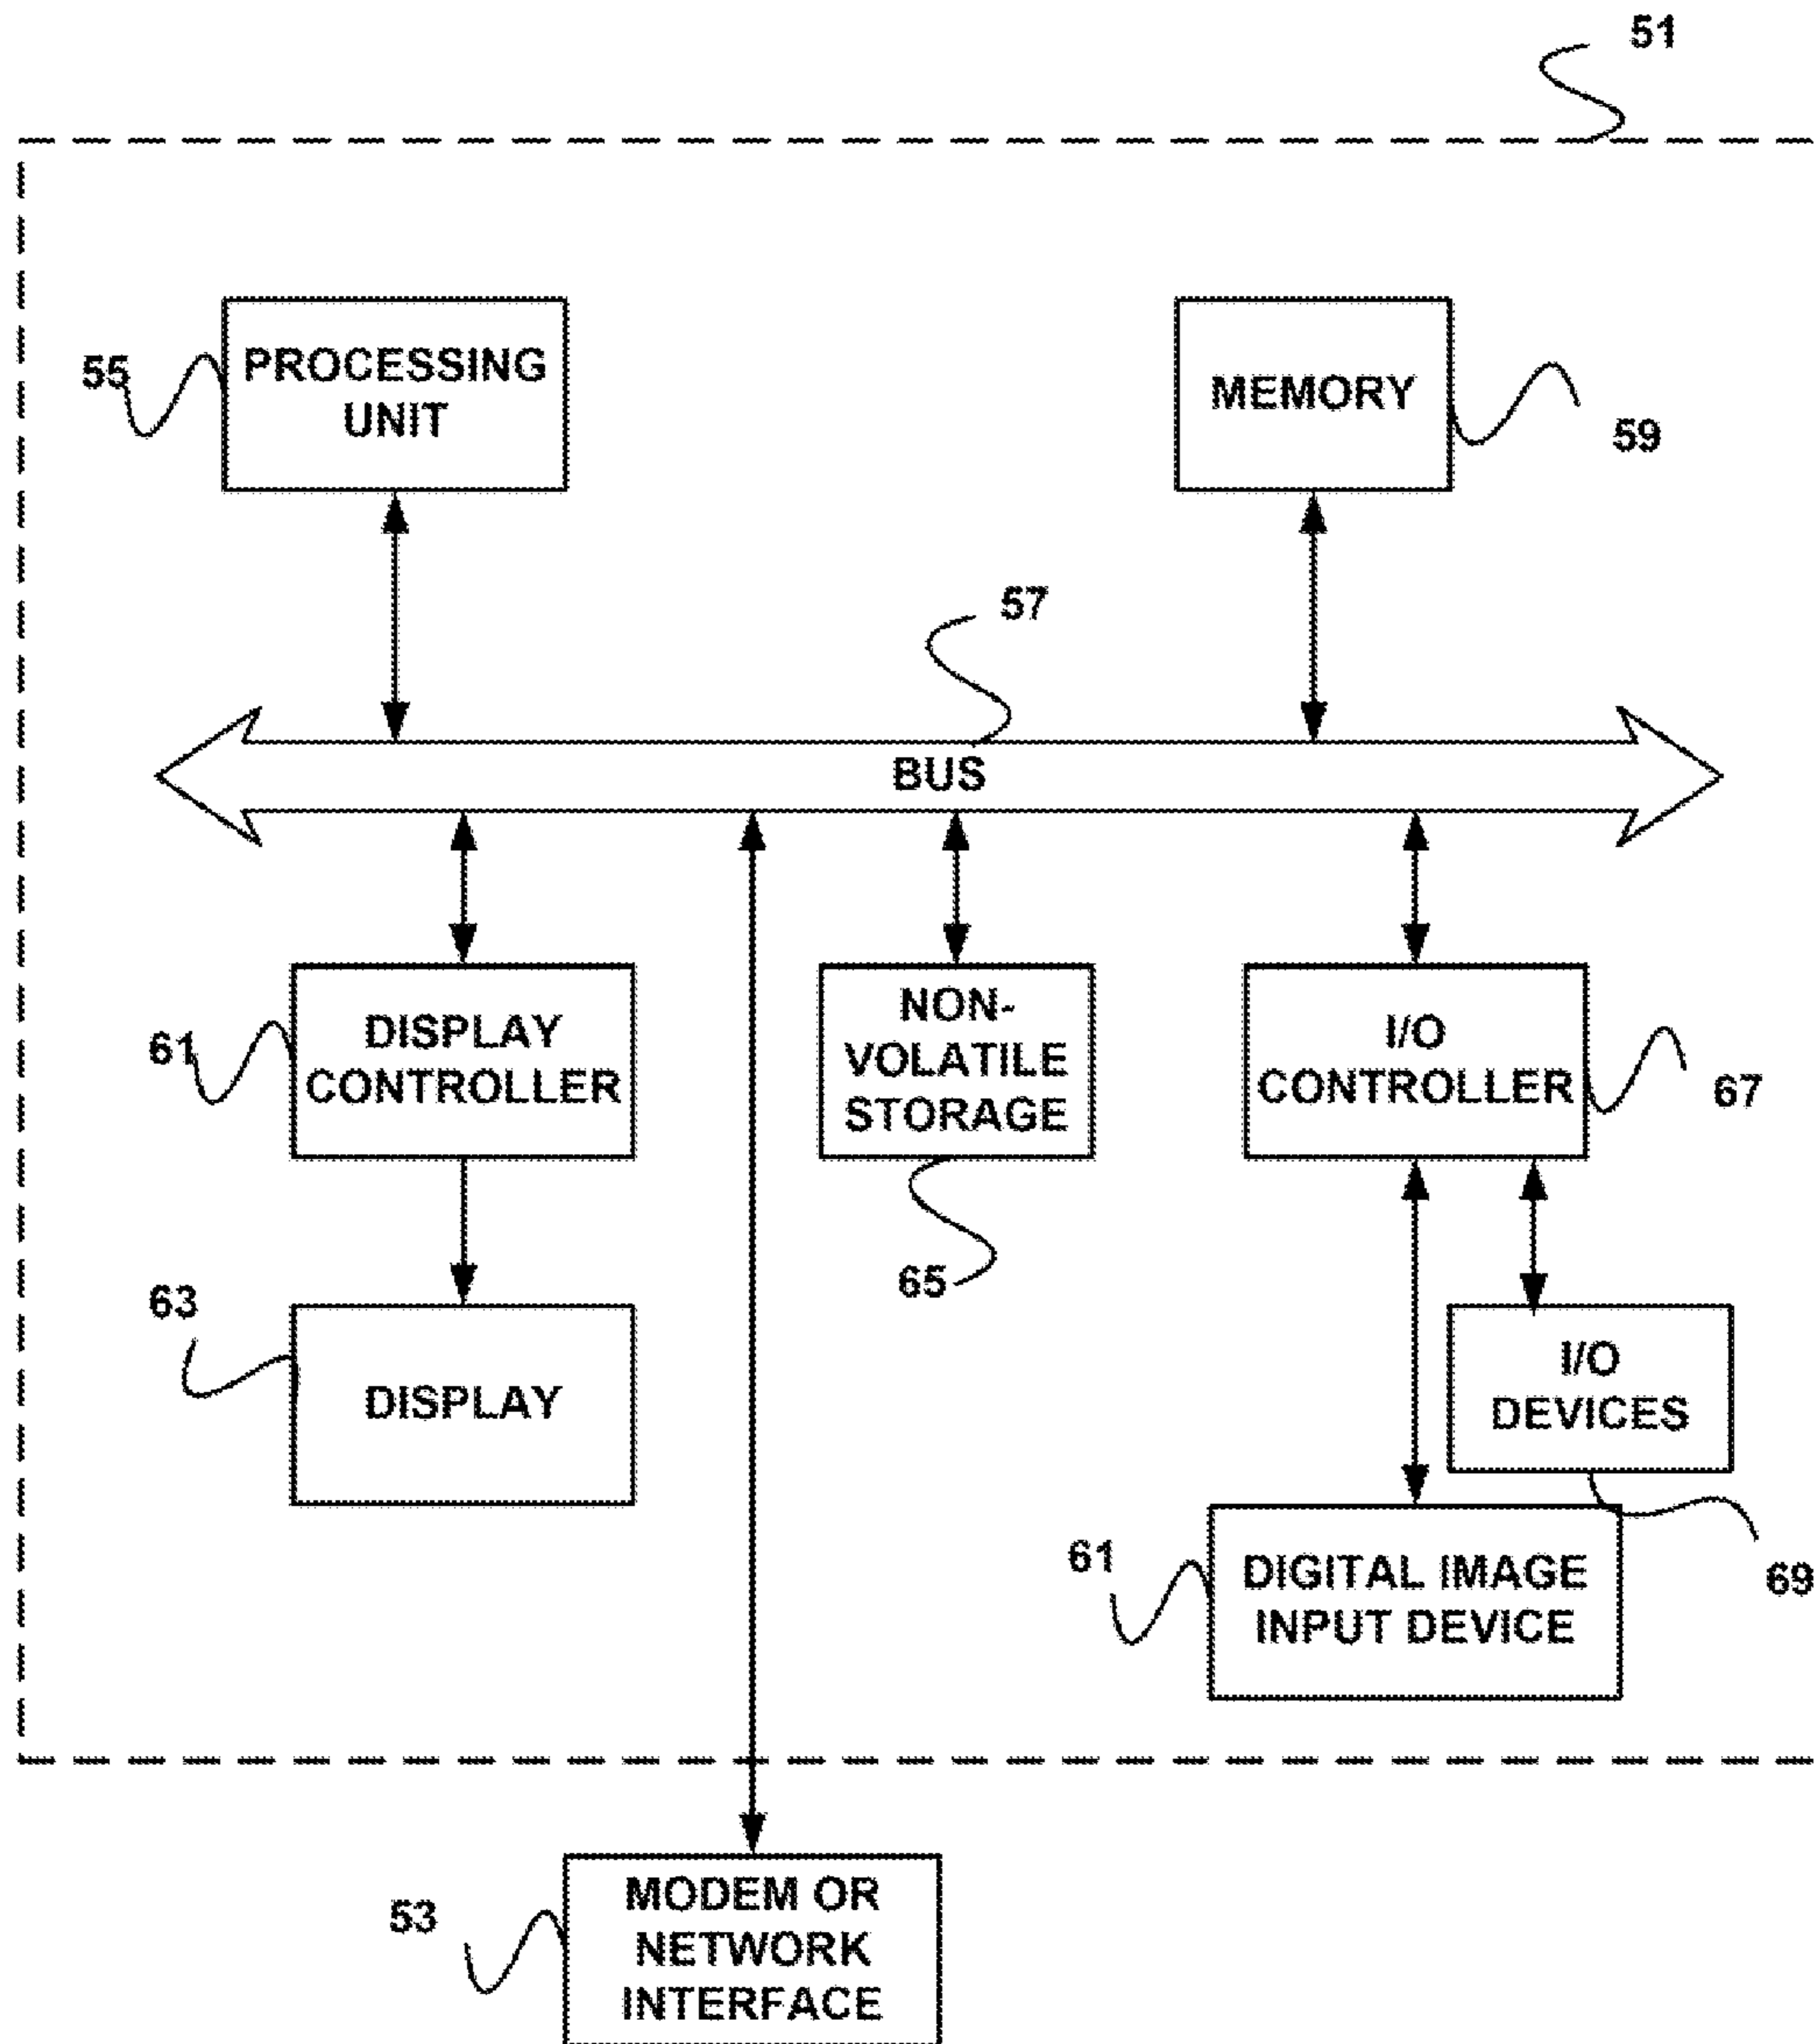 51
PROCESSING
UNIT
55
MEMORY
59
57
BUS
61
DISPLAY
CONTROLLER
NON-
VOLATILE
STORAGE
I/O
CONTROLLER
67
65
63
DISPLAY
I/O
DEVICES
69
61
DIGITAL IMAGE
INPUT DEVICE
53
MODEM OR
NETWORK
INTERFACE